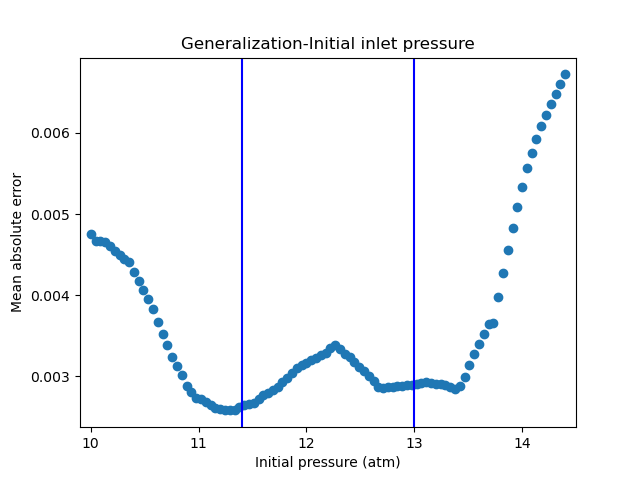 Generalization-Initial inlet pressure
Mean absolute error
0.006
0.005
0.004
0.003
10 11 12 13 14
Initial pressure (atm)